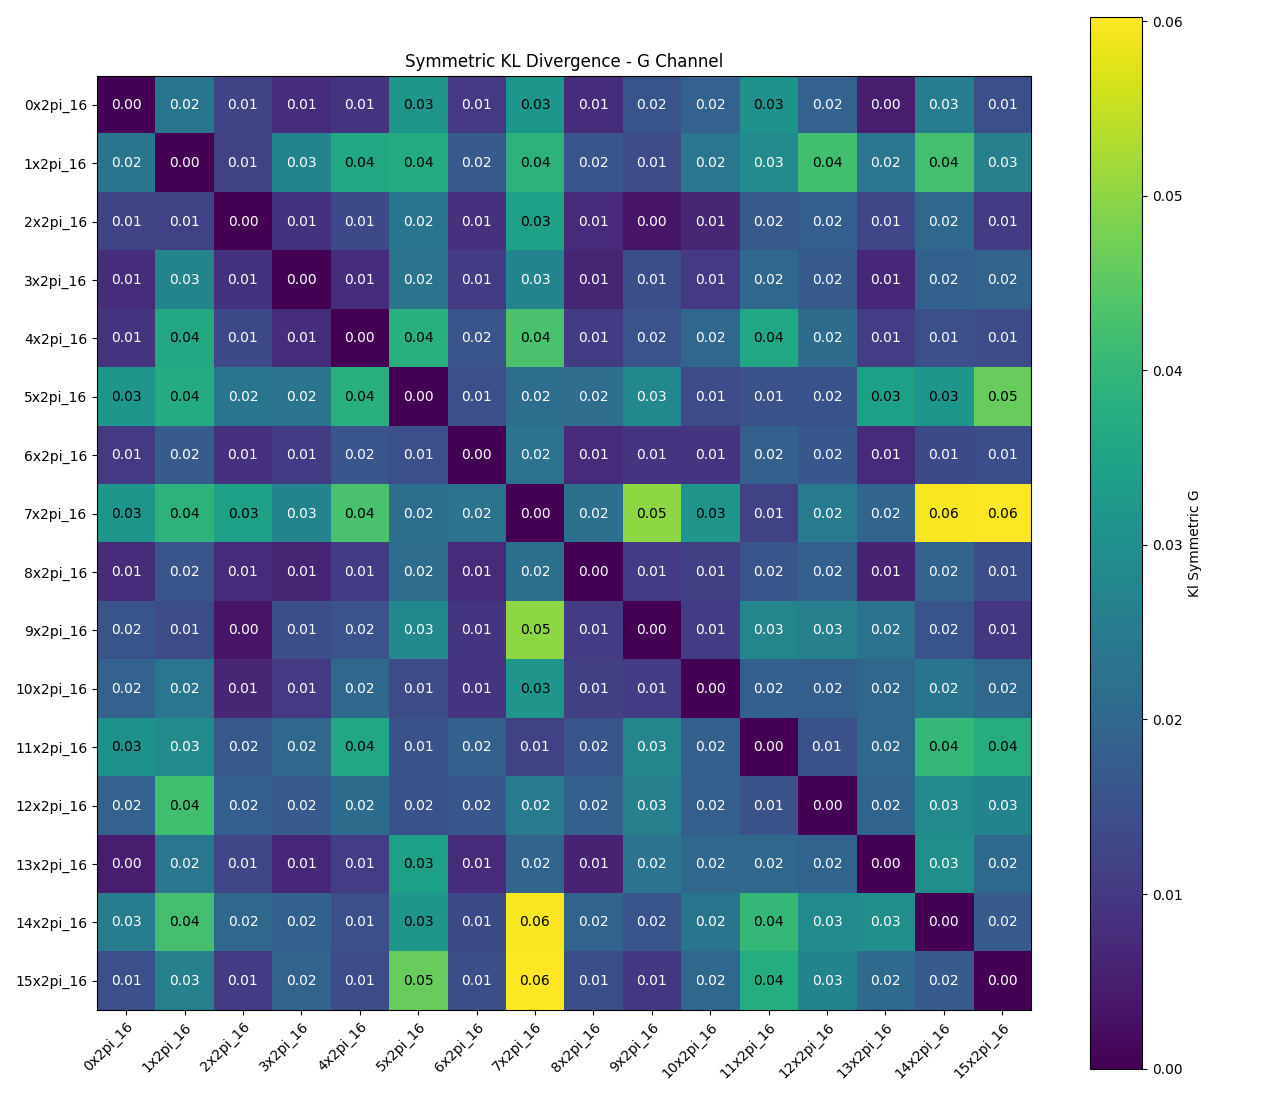 Symmetric KL Divergence - G Channel
0x2pi_16 0.00 0.02 0.01 0.01 0.01 0.03 0.01 0.03 0.01 0.02 0.02 0.03 0.02 0.00 0.03 0.01
1x2pi_16 0.02 0.00 0.01 0.03 0.04 0.04 0.02 0.04 0.02 0.01 0.02 0.03 0.04 0.02 0.04 0.03
2x2pi_16 0.01 0.01 0.00 0.01 0.01 0.02 0.01 0.03 0.01 0.00 0.01 0.02 0.02 0.01 0.02 0.01
3x2pi_16 0.01 0.03 0.01 0.00 0.01 0.02 0.01 0.03 0.01 0.01 0.01 0.02 0.02 0.01 0.02 0.02
4x2pi_16 0.01 0.04 0.01 0.01 0.00 0.04 0.02 0.04 0.01 0.02 0.02 0.04 0.02 0.01 0.01 0.01
5x2pi_16 0.03 0.04 0.02 0.02 0.04 0.00 0.01 0.02 0.02 0.03 0.01 0.01 0.02 0.03 0.03 0.05
6x2pi_16 0.01 0.02 0.01 0.01 0.02 0.01 0.00 0.02 0.01 0.01 0.01 0.02 0.02 0.01 0.01 0.01
7x2pi_16 0.03 0.04 0.03 0.03 0.04 0.02 0.02 0.00 0.02 0.05 0.03 0.01 0.02 0.02 0.06 0.06
8x2pi_16 0.01 0.02 0.01 0.01 0.01 0.02 0.01 0.02 0.00 0.01 0.01 0.02 0.02 0.01 0.02 0.01
9x2pi_16 0.02 0.01 0.00 0.01 0.02 0.03 0.01 0.05 0.01 0.00 0.01 0.03 0.03 0.02 0.02 0.01
10x2pi_16 0.02 0.02 0.01 0.01 0.02 0.01 0.01 0.03 0.01 0.01 0.00 0.02 0.02 0.02 0.02 0.02
11x2pi_16 0.03 0.03 0.02 0.02 0.04 0.01 0.02 0.01 0.02 0.03 0.02 0.00 0.01 0.02 0.04 0.04
12x2pi_16 0.02 0.04 0.02 0.02 0.02 0.02 0.02 0.02 0.02 0.03 0.02 0.01 0.00 0.02 0.03 0.03
13x2pi_16 0.00 0.02 0.01 0.01 0.01 0.03 0.01 0.02 0.01 0.02 0.02 0.02 0.02 0.00 0.03 0.02
14x2pi_16 0.03 0.04 0.02 0.02 0.01 0.03 0.01 0.06 0.02 0.02 0.02 0.04 0.03 0.03 0.00 0.02
15x2pi_16 0.01 0.03 0.01 0.02 0.01 0.05 0.01 0.06 0.01 0.01 0.02 0.04 0.03 0.02 0.02 0.00
0x2pi_16 1x2pi_16 2x2pi_16 3x2pi_16 4x2pi_16 5x2pi_16 6x2pi_16 7x2pi_16 8x2pi_16 9x2pi_16 10x2pi_16 11x2pi_16 12x2pi_16 13x2pi_16 14x2pi_16 15x2pi_16
0.06
0.05
0.04
0.03
0.02
0.01
0.00
Kl Symmetric G